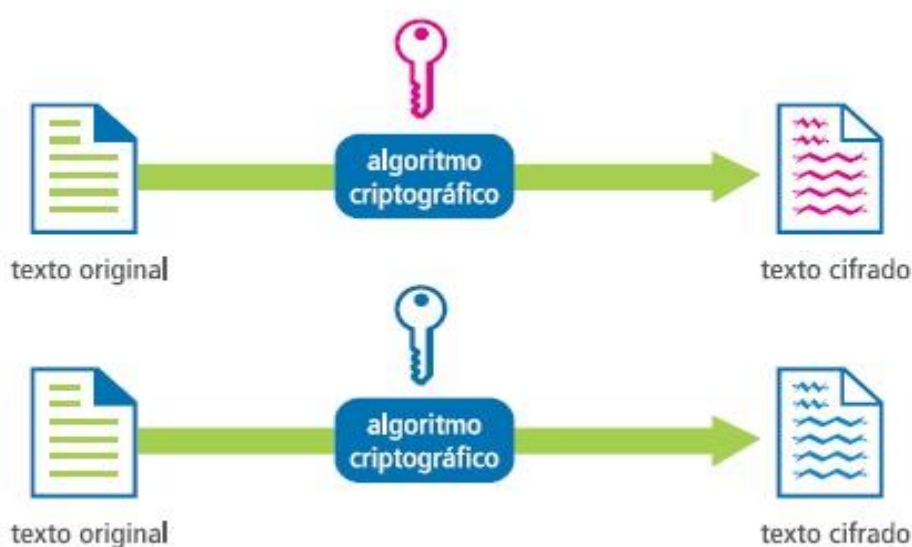 algoritmo
criptográfico
texto original
texto cifrado
algoritmo
criptográfico
texto original
texto cifrado